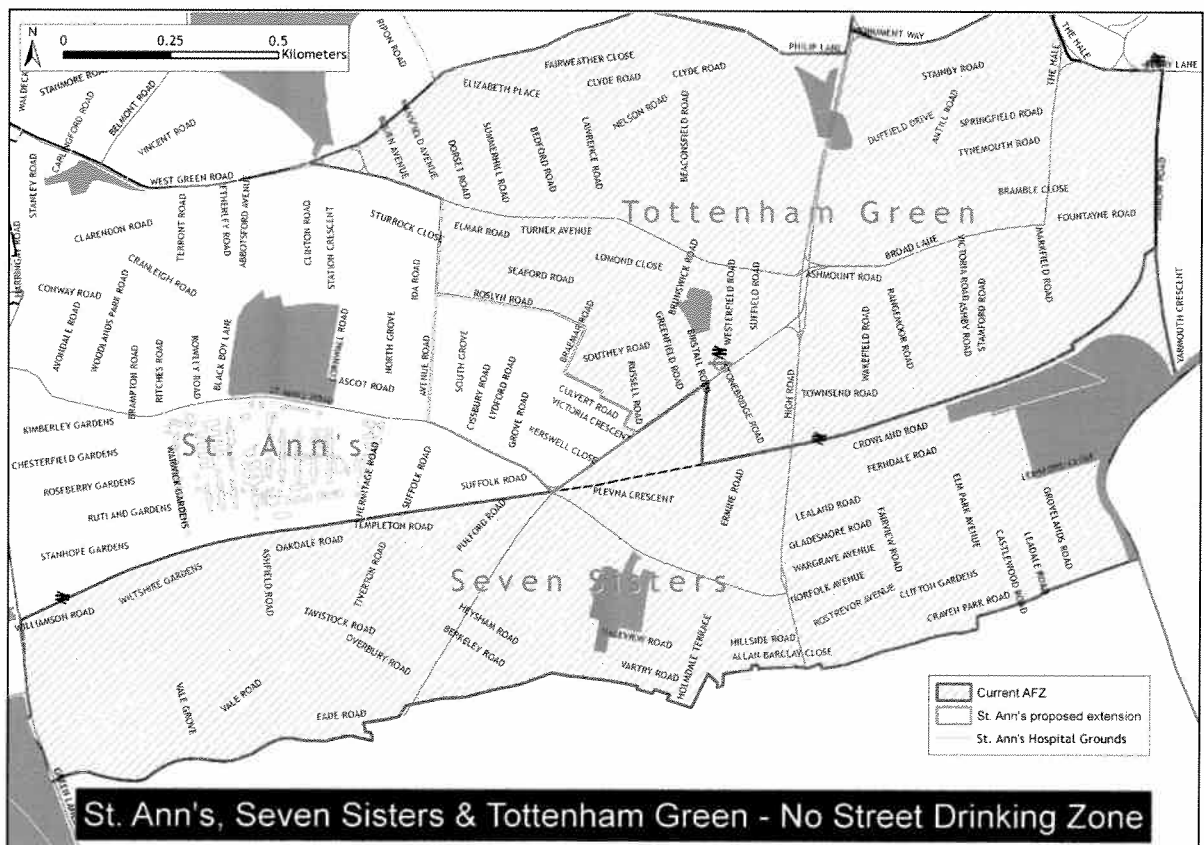 0
0.25
0.5
Kilometers
N
RIPON ROAD
STANMORE ROAD
BELMONT ROAD
VINCENT ROAD
WEST GREEN ROAD
STANLEY ROAD
PHILIP LANE
MONUMENT WAY
THE HALE
THE HALE
FAIRWEATHER CLOSE
CLYDE ROAD
CLYDE ROAD
ELIZABETH PLACE
NELSON ROAD
STAINBY ROAD
DORSET ROAD
SUMMERHILL ROAD
BEDFORD ROAD
LAWRENCE ROAD
BEACONSFIELD ROAD
DUFFIELD DRIVE
ANTILL ROAD
SPRINGFIELD ROAD
TYNEMOUTH ROAD
BRAMBLE CLOSE
FOUNTAYNE ROAD
Tottenham Green
CLARENDON ROAD
TERRONT ROAD
ABBOTSFORD AVENUE
CLINTON ROAD
STATION CRESCENT
STURROCK CLOSE
ELMAR ROAD
TURNER AVENUE
LOMOND CLOSE
SEAFORD ROAD
ROSLYN ROAD
IDA ROAD
BRUNSWICK ROAD
WESTERFIELD ROAD
SUFFIELD ROAD
ASHMOUNT ROAD
BROAD LANE
VICTORIA ROAD
ASHBY ROAD
STAMFORD ROAD
MARKFIELD ROAD
YARMOUTH CRESCENT
CRANLEIGH ROAD
CONWAY ROAD
AVONDALE ROAD
WOODLANDS PARK ROAD
BRAMPTON ROAD
RITCHES ROAD
BLACK BOY LANE
CORNWALL ROAD
NORTH GROVE
AVENUE ROAD
ASCOT ROAD
SOUTH GROVE
CISSBURY ROAD
LYDFORD ROAD
GROVE ROAD
BRAEMAR ROAD
SOUTHEY ROAD
GREENFIELD ROAD
BIRSTALL ROAD
RUSSELL ROAD
CULVERT ROAD
VICTORIA CRESCENT
KERSWELL CLOSE
STONEBRIDGE ROAD
HIGH ROAD
WAKEFIELD ROAD
RANGEMOOR ROAD
TOWNSEND ROAD
KIMBERLEY GARDENS
CHESTERFIELD GARDENS
ROSEBERRY GARDENS
RUTLAND GARDENS
STANHOPE GARDENS
WARWICK GARDENS
St. Ann's
HERMITAGE ROAD
SUFFOLK ROAD
SUFFOLK ROAD
TEMPLETON ROAD
OAKDALE ROAD
PULFORD ROAD
PLEVNA CRESCENT
ERMINE ROAD
CROWLAND ROAD
FERNDALE ROAD
LEALAND ROAD
GLADESMORE ROAD
WARGRAVE AVENUE
FAIRVIEW ROAD
ELM PARK AVENUE
NORFOLK AVENUE
ROSTREVOR AVENUE
CLIFTON GARDENS
CRAVEN PARK ROAD
CASTLEWOOD ROAD
LEADALE ROAD
GROVELANDS ROAD
Seven Sisters
WILLIAMSON ROAD
WILTSHIRE GARDENS
ASHFIELD ROAD
TIVERTON ROAD
TAVISTOCK ROAD
OVERBURY ROAD
HEYSHAM ROAD
BERKELEY ROAD
VARTRY ROAD
HOLMDALE TERRACE
HILLSIDE ROAD
ALLAN BARCLAY CLOSE
VALE GROVE
VALE ROAD
EADE ROAD
Current AFZ
St. Ann's proposed extension
St. Ann's Hospital Grounds
St. Ann's, Seven Sisters & Tottenham Green - No Street Drinking Zone